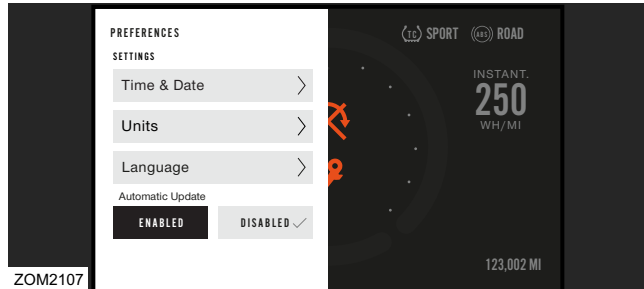 PREFERENCES
SETTINGS
Time & Date
Units
Language
Automatic Update
ENABLED DISABLED
TC SPORT ABS ROAD
INSTANT.
250
WH/MI
123,002 MI
ZOM2107